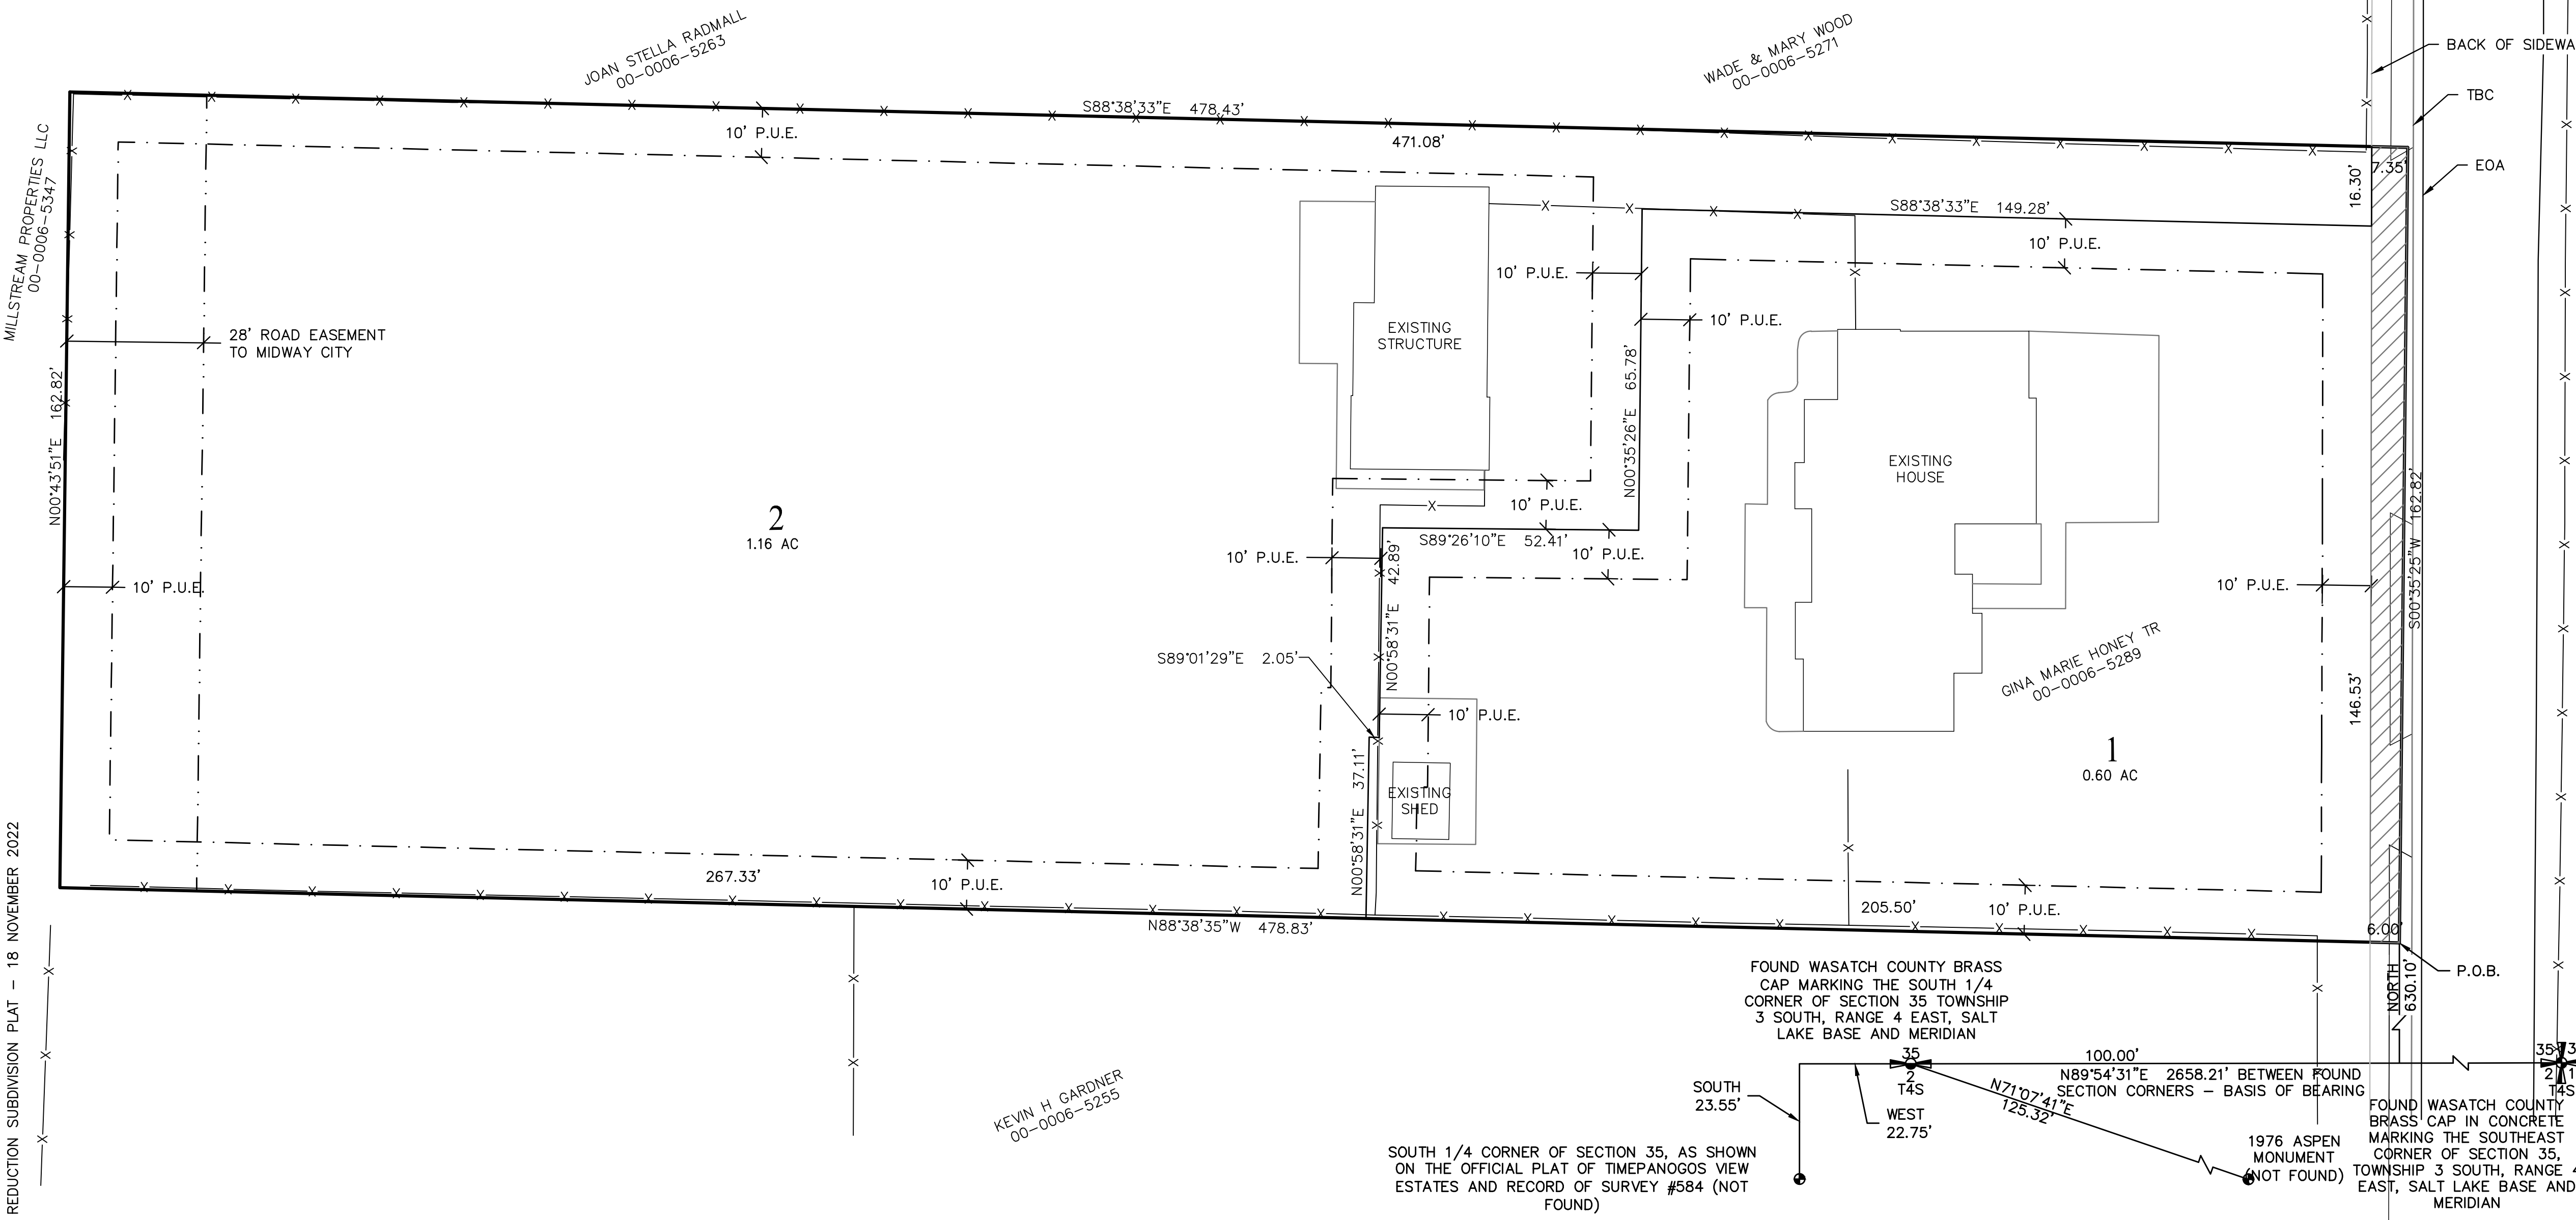 JOAN STELLA RADMALL
00-0006-5263
WADE & MARY WOOD
00-0006-5271
BACK OF SIDEWA
TBC
EOA
MILLSTREAM PROPERTIES LLC
00-0006-5347
S88°38'33"E 478.43'
10' P.U.E.
471.08'
7.35'
16.30'
S88°38'33"E 149.28'
10' P.U.E.
10' P.U.E.
10' P.U.E.
28' ROAD EASEMENT
TO MIDWAY CITY
EXISTING
STRUCTURE
N00°43'51"E 162.82'
N00°35'26"E 65.78'
EXISTING
HOUSE
2
1.16 AC
10' P.U.E.
S89°26'10"E 52.41'
10' P.U.E.
10' P.U.E.
10' P.U.E.
10' P.U.E.
S00°35'25"W 162.82'
N00°58'31"E 42.89'
S89°01'29"E 2.05'
GINA MARIE HONEY TR
00-0006-5289
10' P.U.E.
146.53'
1
0.60 AC
N00°58'31"E 37.11'
EXISTING
SHED
267.33'
10' P.U.E.
205.50'
10' P.U.E.
6.00'
N88°38'35"W 478.83'
P.O.B.
NORTH
630.10'
REDUCTION SUBDIVISION PLAT - 18 NOVEMBER 2022
FOUND WASATCH COUNTY BRASS
CAP MARKING THE SOUTH 1/4
CORNER OF SECTION 35 TOWNSHIP
3 SOUTH, RANGE 4 EAST, SALT
LAKE BASE AND MERIDIAN
35
2
T4S
100.00'
N89°54'31"E 2658.21' BETWEEN FOUND
SECTION CORNERS - BASIS OF BEARING
35
2
1
T4S
SOUTH
23.55'
WEST
22.75'
N71°07'41"E
125.32'
KEVIN H GARDNER
00-0006-5255
1976 ASPEN
MONUMENT
(NOT FOUND)
FOUND WASATCH COUNTY
BRASS CAP IN CONCRETE
MARKING THE SOUTHEAST
CORNER OF SECTION 35,
TOWNSHIP 3 SOUTH, RANGE 4
EAST, SALT LAKE BASE AND
MERIDIAN
SOUTH 1/4 CORNER OF SECTION 35, AS SHOWN
ON THE OFFICIAL PLAT OF TIMEPANOGOS VIEW
ESTATES AND RECORD OF SURVEY #584 (NOT
FOUND)